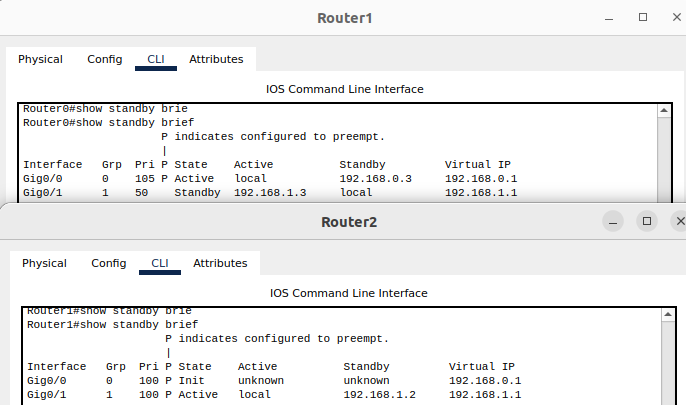 Router1
Physical Config CLI Attributes
IOS Command Line Interface
Router0#show standby brie
Router0#show standby brief
P indicates configured to preempt.
|
Interface Grp Pri P State Active Standby Virtual IP
Gig0/0 0 105 P Active local 192.168.0.3 192.168.0.1
Gig0/1 1 50 Standby 192.168.1.3 local 192.168.1.1
Router2
Physical Config CLI Attributes
IOS Command Line Interface
Router1#show standby brie
Router1#show standby brief
P indicates configured to preempt.
|
Interface Grp Pri P State Active Standby Virtual IP
Gig0/0 0 100 P Init unknown unknown 192.168.0.1
Gig0/1 1 100 P Active local 192.168.1.2 192.168.1.1